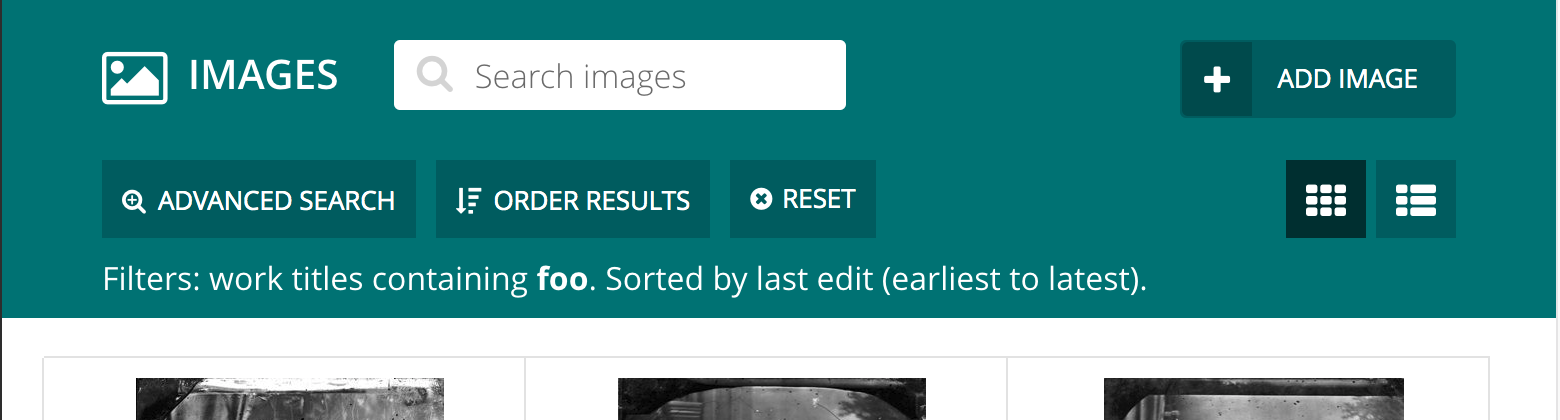 IMAGES
Search images
ADD IMAGE
ADVANCED SEARCH
ORDER RESULTS
RESET
Filters: work titles containing foo. Sorted by last edit (earliest to latest).